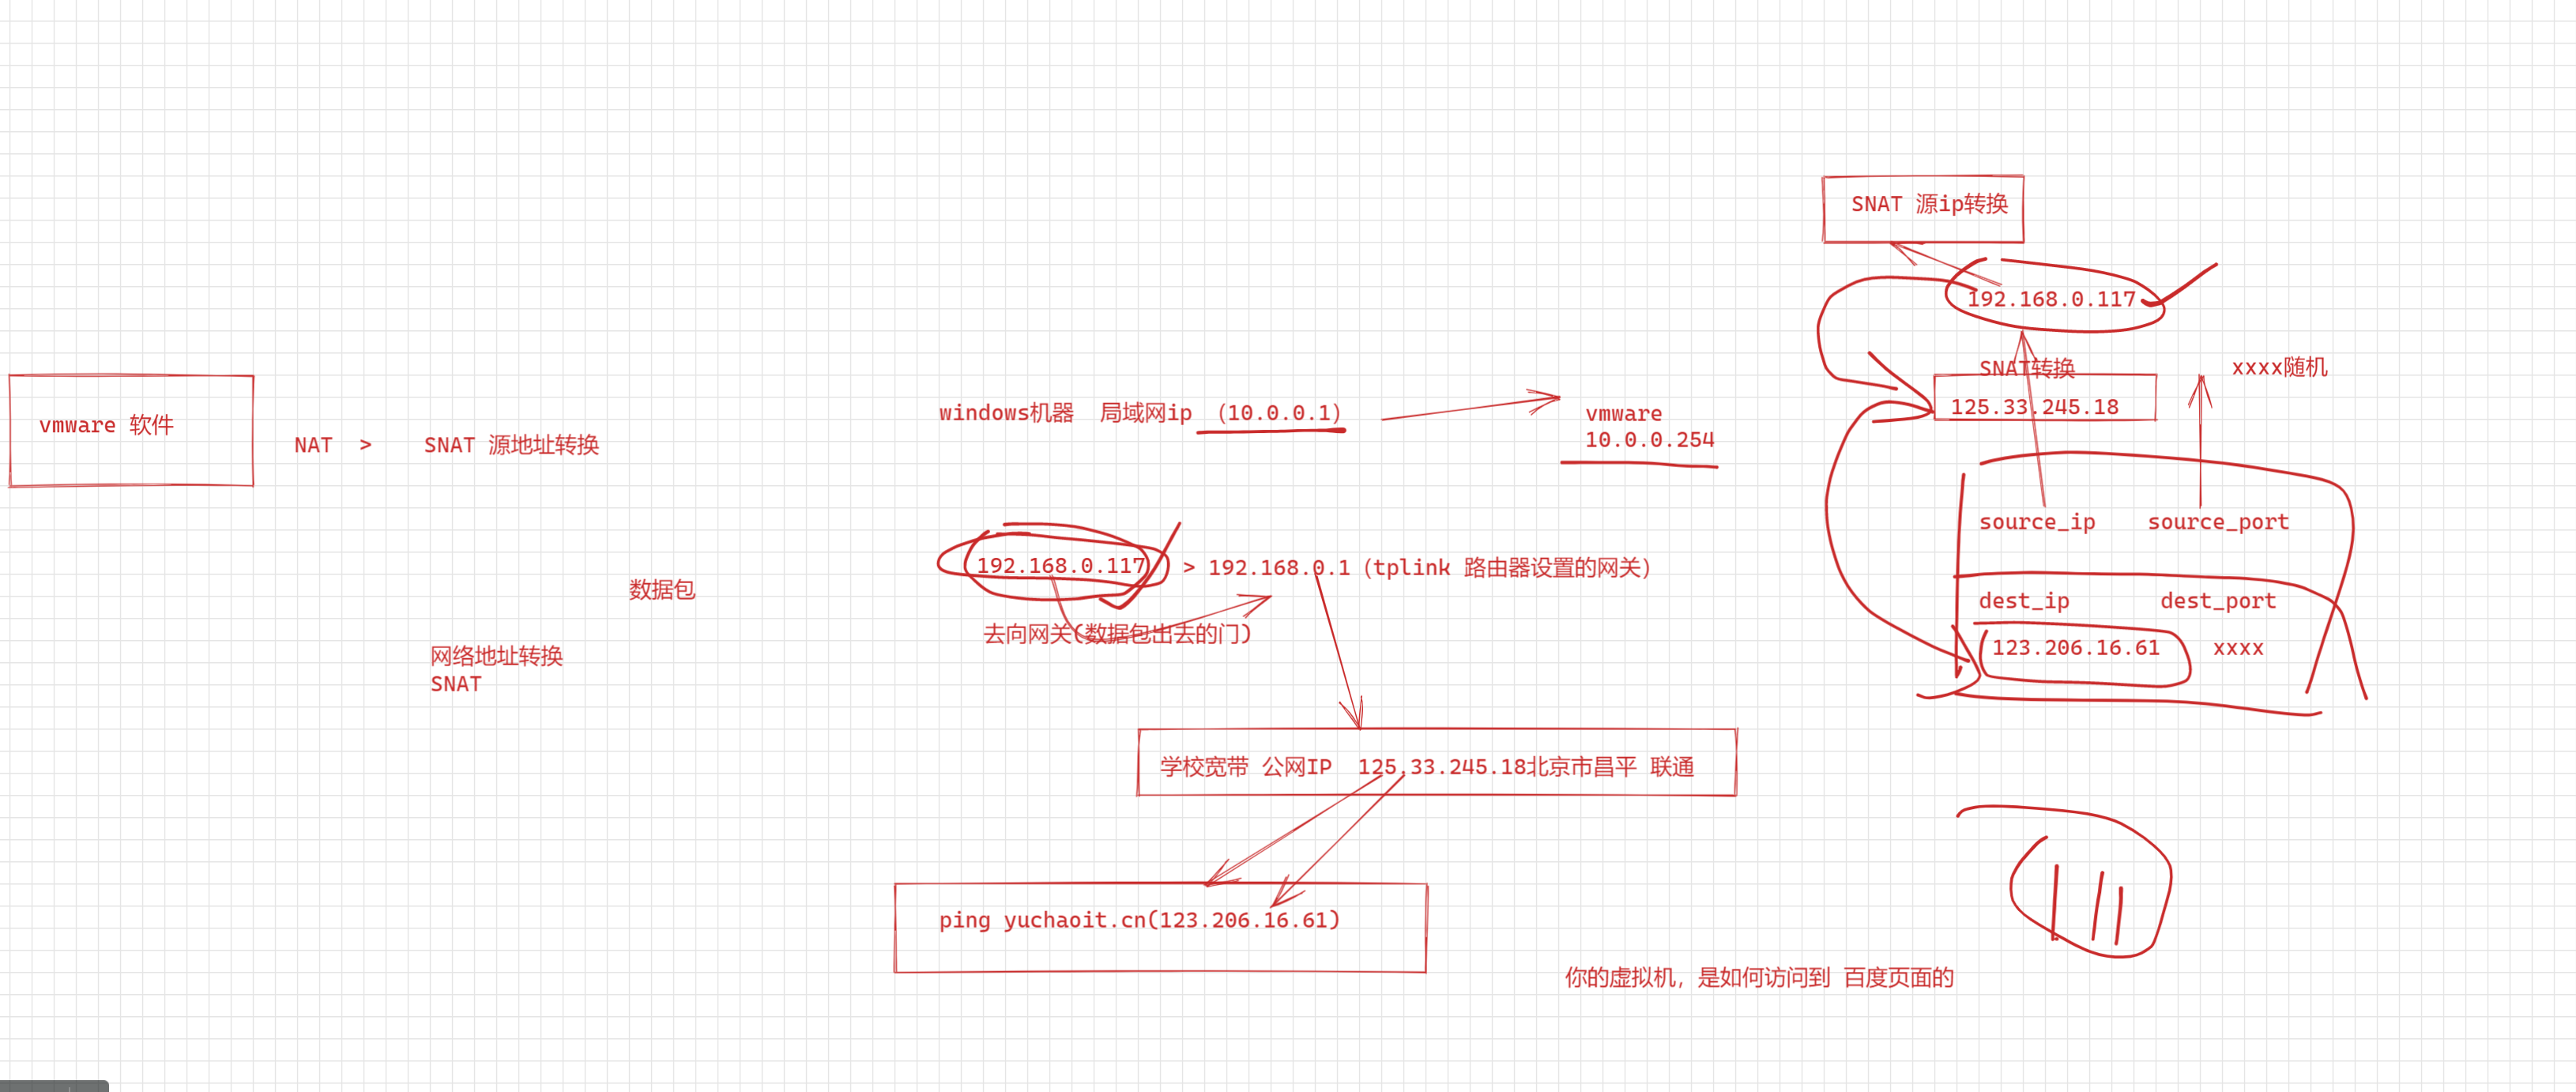 SNAT 源ip转换
192.168.0.117
SNAT转换
xxxx随机
125.33.245.18
source_ip source_port
dest_ip dest_port
123.206.16.61 xxxx
vmware 软件
NAT > SNAT 源地址转换
windows机器 局域网ip （10.0.0.1）
vmware
10.0.0.254
192.168.0.117 > 192.168.0.1（tplink 路由器设置的网关）
数据包
去向网关(数据包出去的门)
网络地址转换
SNAT
学校宽带 公网IP 125.33.245.18北京市昌平 联通
ping yuchaoit.cn(123.206.16.61)
你的虚拟机，是如何访问到 百度页面的